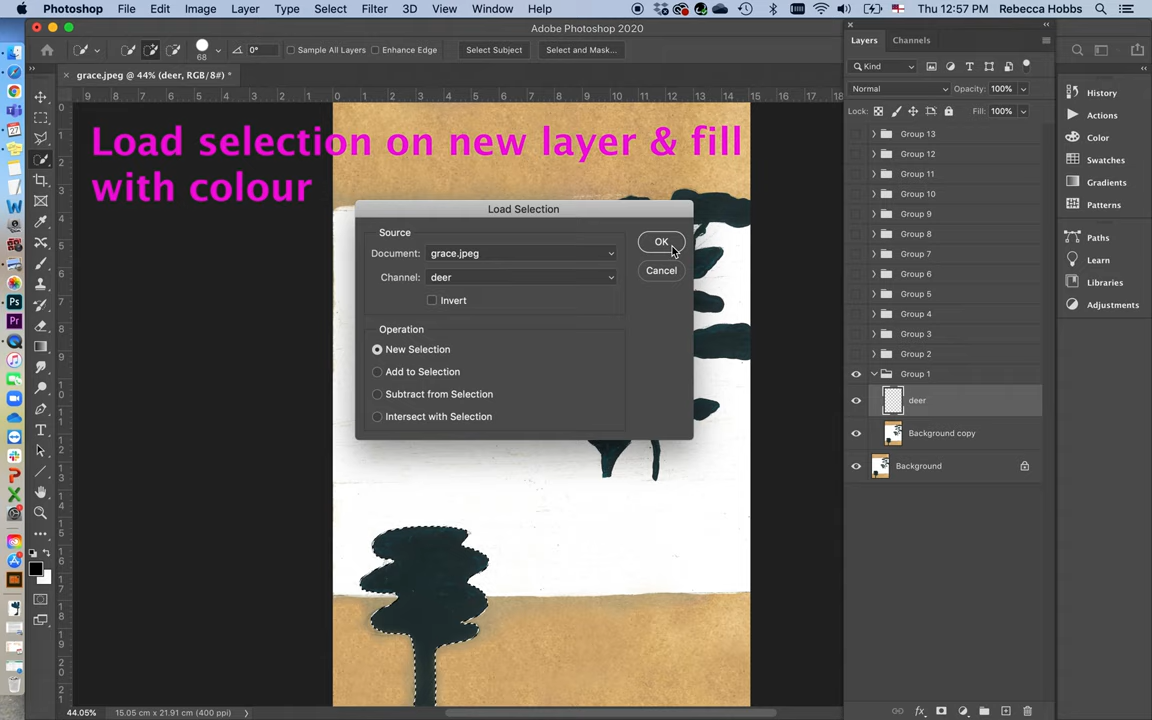 Photoshop File Edit Image Layer Type Select Filter 3D View Window Help Thu 12:57 PM Rebecca Hobbs
Adobe Photoshop 2020
68 0° Sample All Layers Enhance Edge Select Subject Select and Mask...
grace.jpeg @ 44% (deer, RGB/8#) *
Load selection on new layer & fill
with colour
Load Selection
Source
Document: grace.jpeg
Channel: deer
Invert
OK
Cancel
Operation
New Selection
Add to Selection
Subtract from Selection
Intersect with Selection
Layers Channels
Kind
Normal Opacity: 100%
Lock: Fill: 100%
Group 13
Group 12
Group 11
Group 10
Group 9
Group 8
Group 7
Group 6
Group 5
Group 4
Group 3
Group 2
Group 1
deer
Background copy
Background
History
Actions
Color
Swatches
Gradients
Patterns
Paths
Learn
Libraries
Adjustments
44.05% 15.05 cm x 21.91 cm (400 ppi)